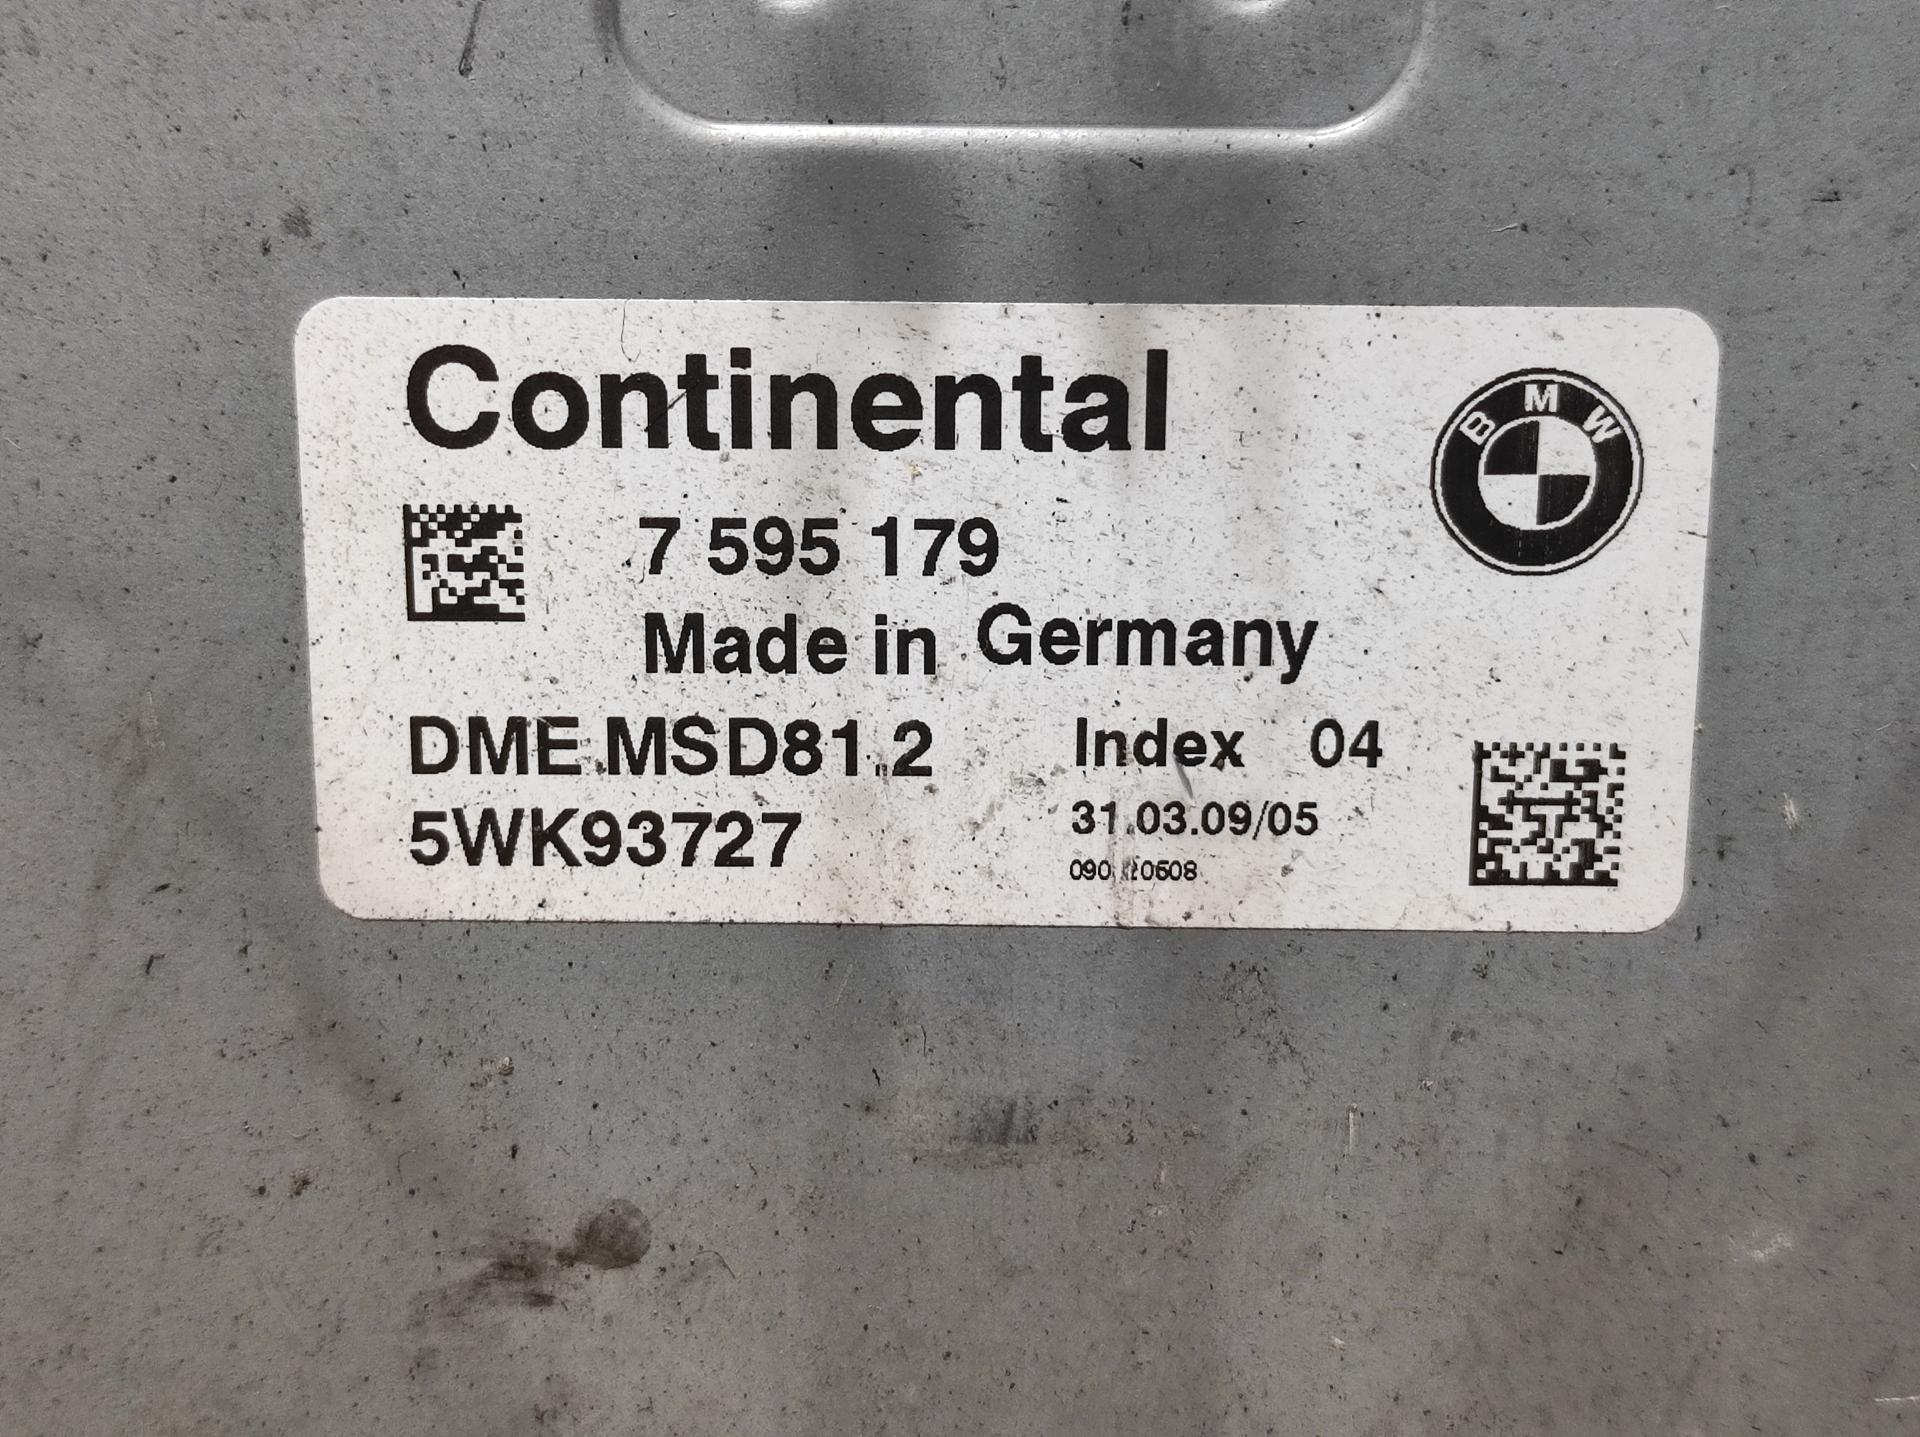 Continental
BMW
7 595 179
Made in Germany
DME MSD81.2 Index 04
5WK93727 31.03.09/05